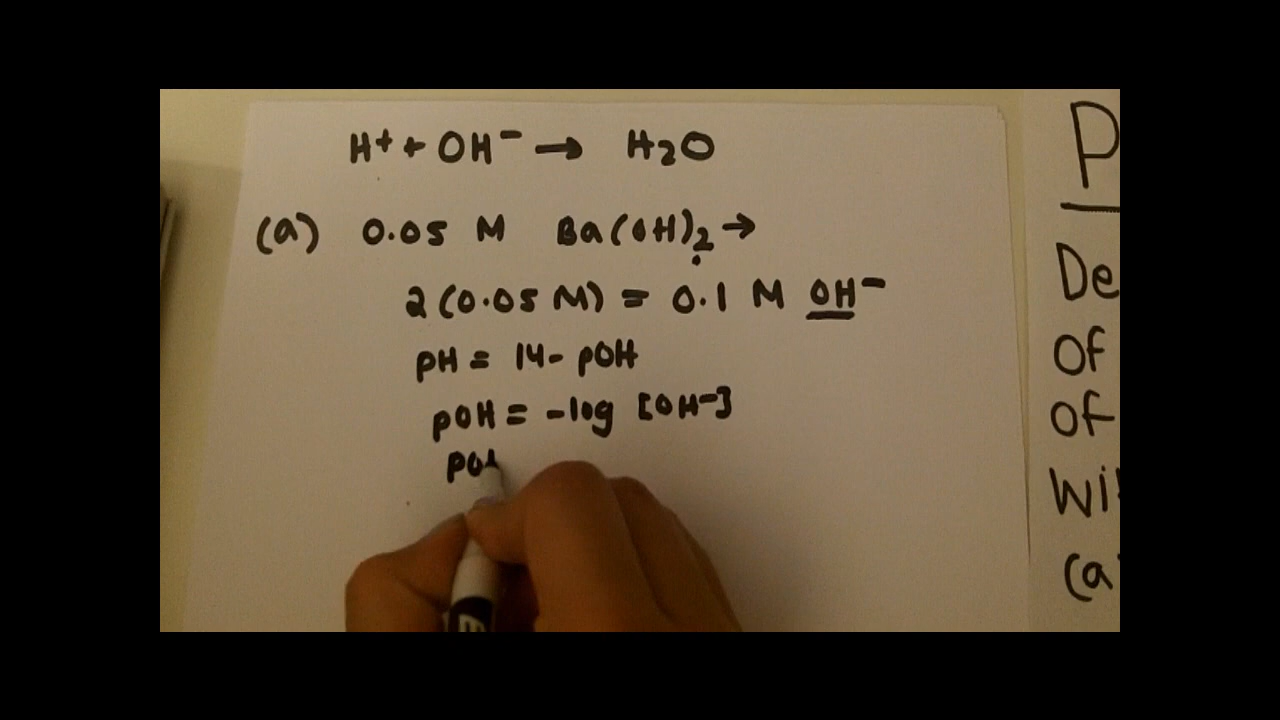 H⁺ + OH⁻ → H₂O
(a) 0.05 M Ba(OH)₂ →
2 (0.05 M) = 0.1 M OH⁻
pH = 14 - pOH
pOH = -log [OH⁻]
pOH
P
De
Of
Of
Wi
(a
E